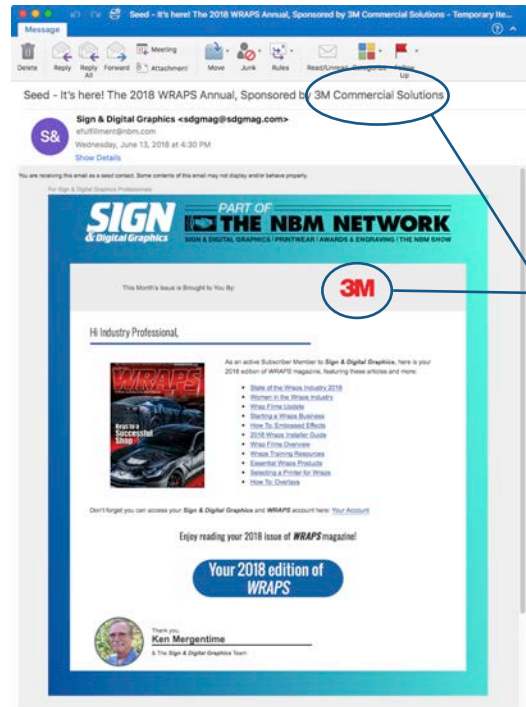 Seed - It's here! The 2018 WRAPS Annual, Sponsored by 3M Commercial Solutions - Temporary Ite...
Message
Delete Reply Reply All Forward Meeting Attachment Move Junk Rules Read/Unread Categorize Follow Up
Seed - It's here! The 2018 WRAPS Annual, Sponsored by 3M Commercial Solutions
S&
Sign & Digital Graphics <sdgmag@sdgmag.com>
efulfillment@nbm.com
Wednesday, June 13, 2018 at 4:30 PM
Show Details
You are receiving this email as a seed contact. Some contents of this email may not display and/or behave properly.
For Sign & Digital Graphics Professionals
SIGN & Digital Graphics
PART OF
THE NBM NETWORK
SIGN & DIGITAL GRAPHICS | PRINTWEAR | AWARDS & ENGRAVING | THE NBM SHOW
This Month's Issue is Brought to You By:
3M
Hi Industry Professional,
WRAPS
Keys to a
Successful
Shop
As an active Subscriber Member to Sign & Digital Graphics, here is your
2018 edition of WRAPS magazine, featuring these articles and more:
• State of the Wraps Industry 2018
• Women in the Wraps Industry
• Wrap Films Update
• Starting a Wraps Business
• How To: Embossed Effects
• 2018 Wraps Installer Guide
• Wrap Films Overview
• Wraps Training Resources
• Essential Wraps Products
• Selecting a Printer for Wraps
• How To: Overlays
Don't forget you can access your Sign & Digital Graphics and WRAPS account here: Your Account
Enjoy reading your 2018 issue of WRAPS magazine!
Your 2018 edition of
WRAPS
Thank you,
Ken Mergentime
& The Sign & Digital Graphics Team